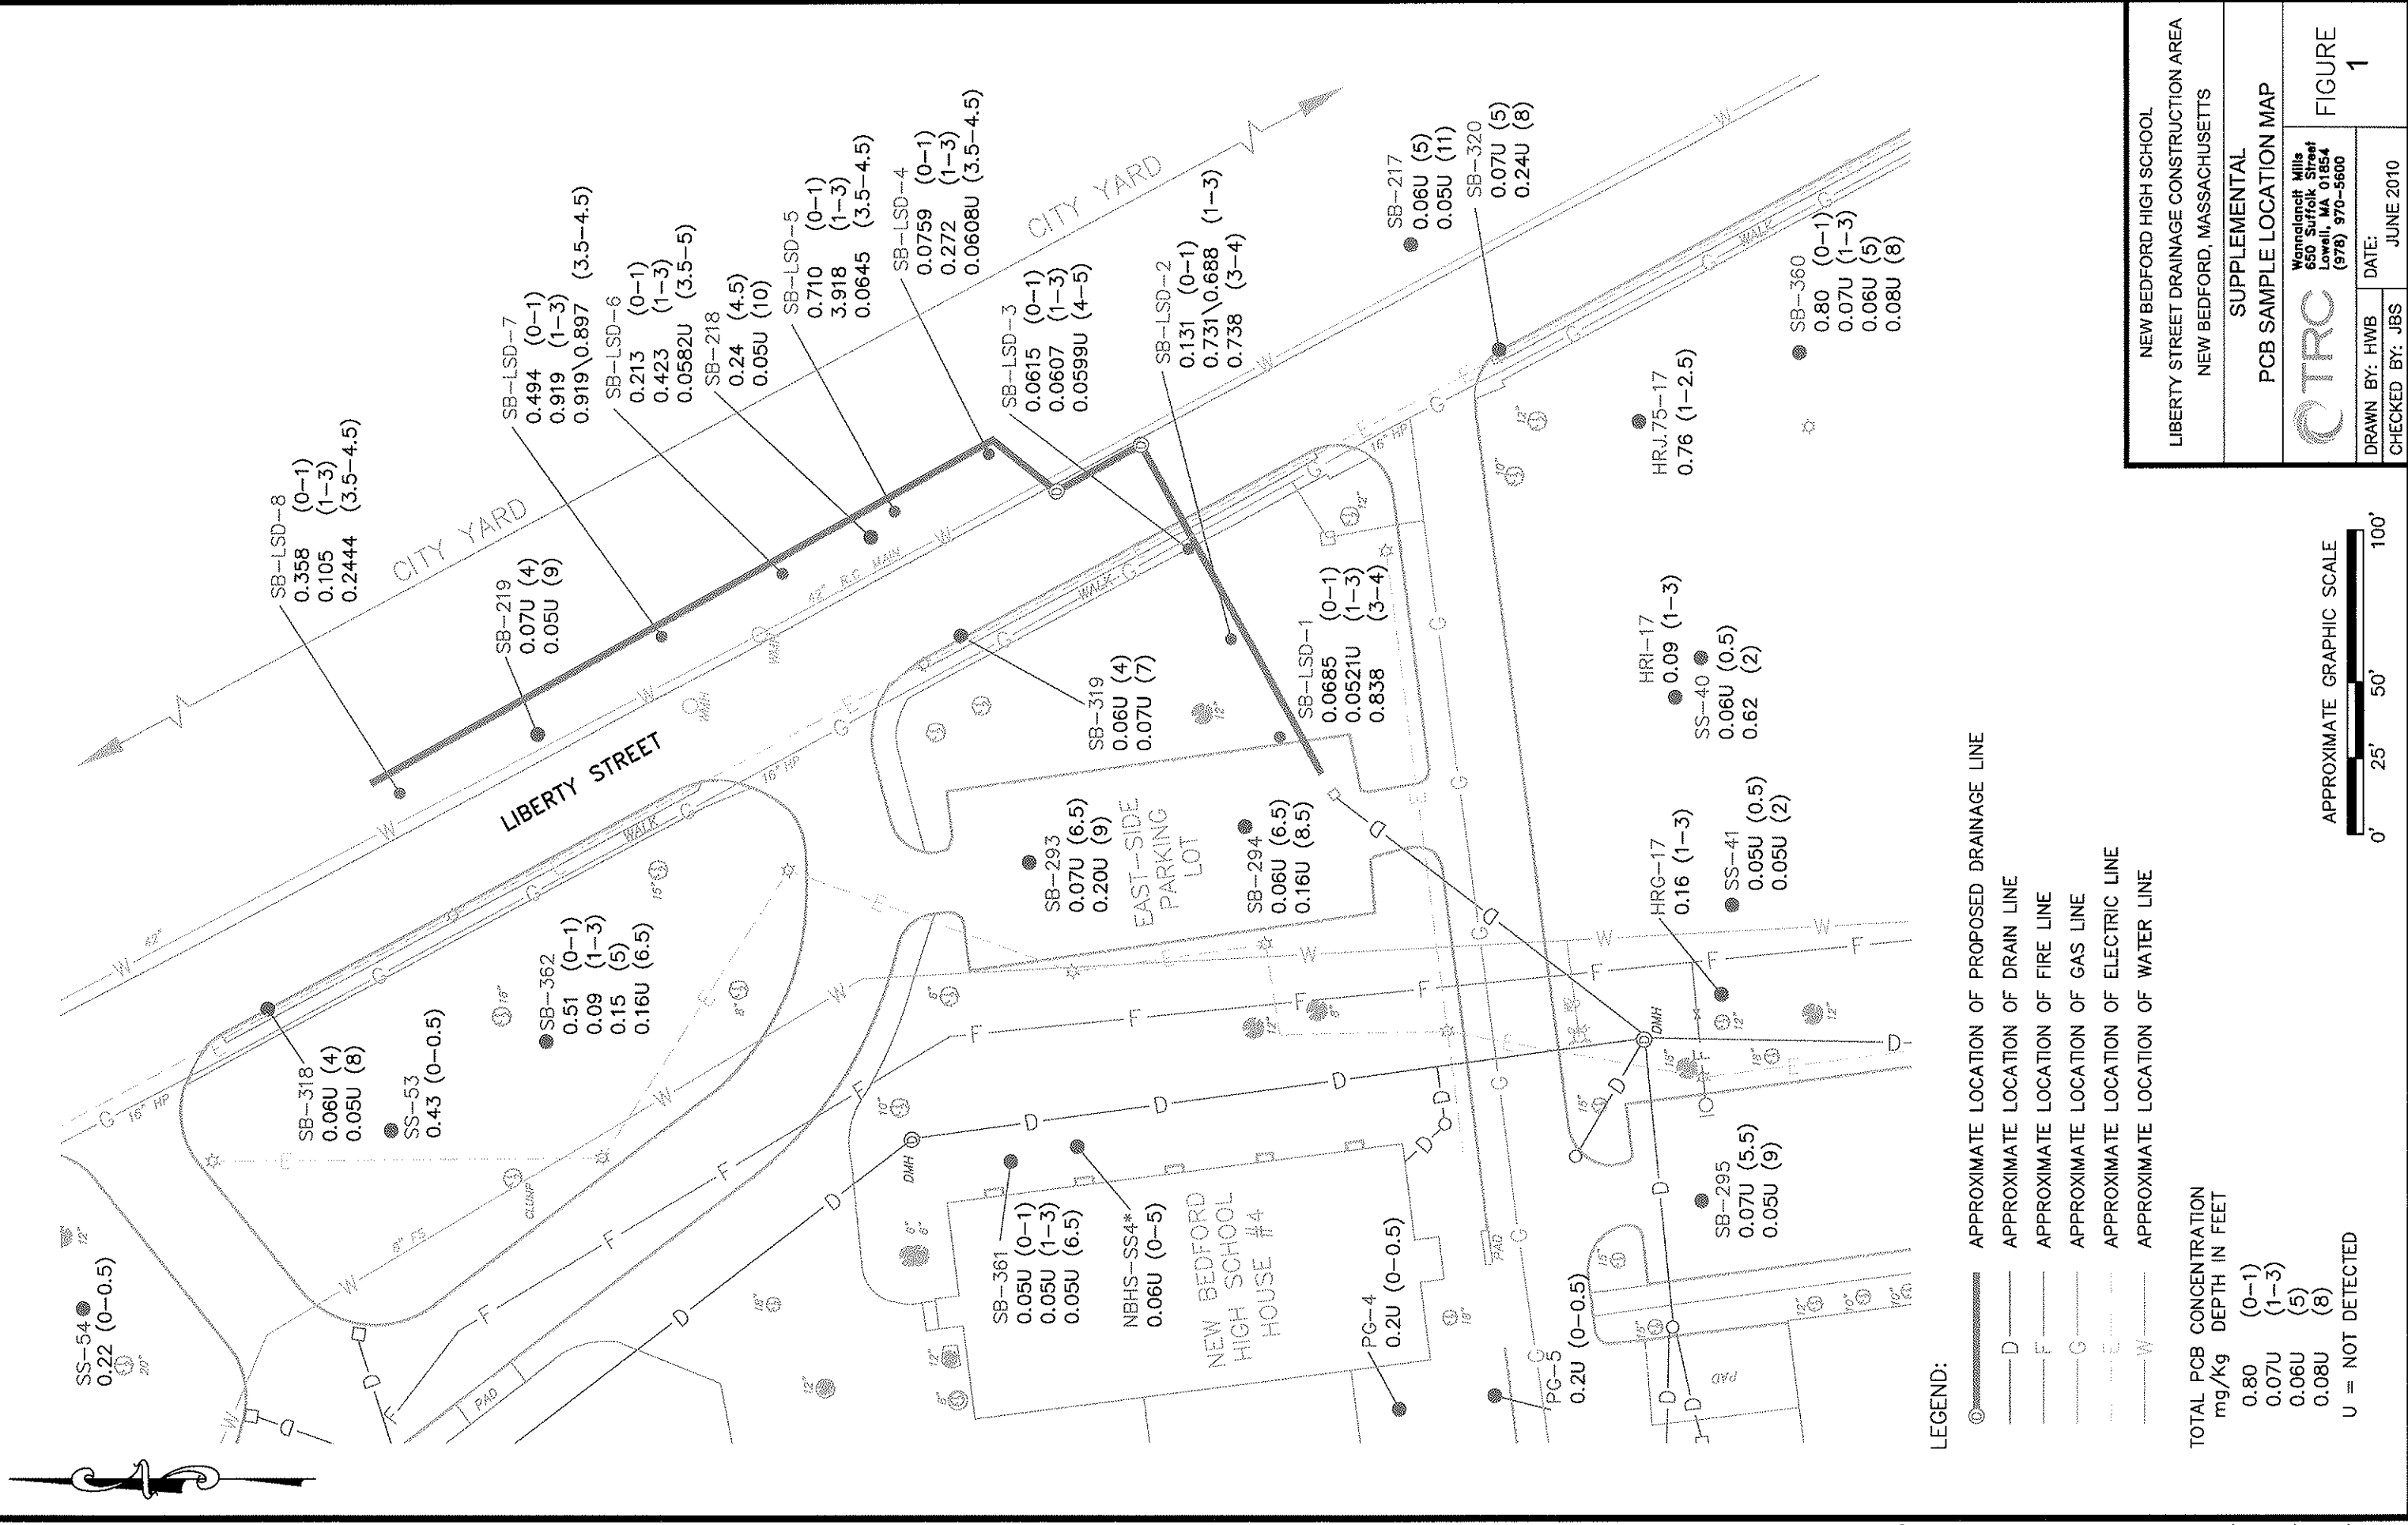 SB-LSD-8
0.358 (0-1)
0.105 (1-3)
0.2444 (3.5-4.5)
CITY YARD
SB-219
0.07U (4)
0.05U (9)
SB-LSD-7
0.494 (0-1)
0.919 (1-3)
0.919\0.897 (3.5-4.5)
SB-LSD-6
0.213 (0-1)
0.423 (1-3)
0.0582U (3.5-5)
SB-218
0.24 (4.5)
0.05U (10)
SB-LSD-5
0.710 (0-1)
3.918 (1-3)
0.0645 (3.5-4.5)
SB-LSD-4
0.0759 (0-1)
0.272 (1-3)
0.0608U (3.5-4.5)
CITY YARD
SB-LSD-3
0.0615 (0-1)
0.0607 (1-3)
0.0599U (4-5)
SB-LSD-2
0.131 (0-1)
0.731\0.688 (1-3)
0.738 (3-4)
SB-217
0.06U (5)
0.05U (11)
SB-320
0.07U (5)
0.24U (8)
SB-360
0.80 (0-1)
0.07U (1-3)
0.06U (5)
0.08U (8)
HRJ.75-17
0.76 (1-2.5)
LIBERTY STREET
42" R.C. MAIN
WMH
WMH
WALK
WALK
WALK
16" HP
16" HP
16" HP
42"
SB-319
0.06U (4)
0.07U (7)
SB-LSD-1
0.0685 (0-1)
0.0521U (1-3)
0.838 (3-4)
HRI-17
0.09 (1-3)
SS-40
0.06U (0.5)
0.62 (2)
SB-293
0.07U (6.5)
0.20U (9)
EAST-SIDE
PARKING
LOT
SB-294
0.06U (6.5)
0.16U (8.5)
HRG-17
0.16 (1-3)
SS-41
0.05U (0.5)
0.05U (2)
SB-362
0.51 (0-1)
0.09 (1-3)
0.15 (5)
0.16U (6.5)
SB-318
0.06U (4)
0.05U (8)
SS-53
0.43 (0-0.5)
SS-54
0.22 (0-0.5)
20"
12"
CLUMP
8" FS
PAD
DMH
DMH
SB-361
0.05U (0-1)
0.05U (1-3)
0.05U (6.5)
NBHS-SS4*
0.06U (0-5)
NEW BEDFORD
HIGH SCHOOL
HOUSE #4
PG-4
0.2U (0-0.5)
PG-5
0.2U (0-0.5)
SB-295
0.07U (5.5)
0.05U (9)
PAD
PAD
LEGEND:
APPROXIMATE LOCATION OF PROPOSED DRAINAGE LINE
D APPROXIMATE LOCATION OF DRAIN LINE
F APPROXIMATE LOCATION OF FIRE LINE
G APPROXIMATE LOCATION OF GAS LINE
E APPROXIMATE LOCATION OF ELECTRIC LINE
W APPROXIMATE LOCATION OF WATER LINE
TOTAL PCB CONCENTRATION
mg/Kg DEPTH IN FEET
0.80 (0-1)
0.07U (1-3)
0.06U (5)
0.08U (8)
U = NOT DETECTED
APPROXIMATE GRAPHIC SCALE
0' 25' 50' 100'
NEW BEDFORD HIGH SCHOOL
LIBERTY STREET DRAINAGE CONSTRUCTION AREA
NEW BEDFORD, MASSACHUSETTS
SUPPLEMENTAL
PCB SAMPLE LOCATION MAP
TRC
Wannalancit Mills
650 Suffolk Street
Lowell, MA 01854
(978) 970-5600
FIGURE
1
DRAWN BY: HWB
CHECKED BY: JBS
DATE:
JUNE 2010